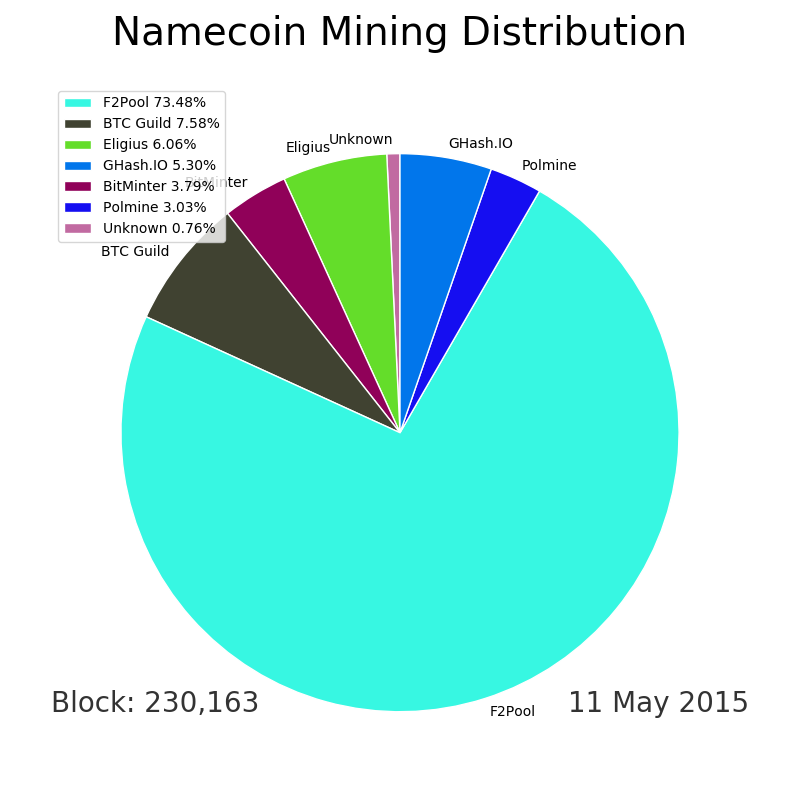 Namecoin Mining Distribution
F2Pool 73.48%
BTC Guild 7.58%
Eligius 6.06%
GHash.IO 5.30%
BitMinter 3.79%
Polmine 3.03%
Unknown 0.76%
Unknown
GHash.IO
Eligius
Polmine
BitMinter
BTC Guild
F2Pool
Block: 230,163
11 May 2015